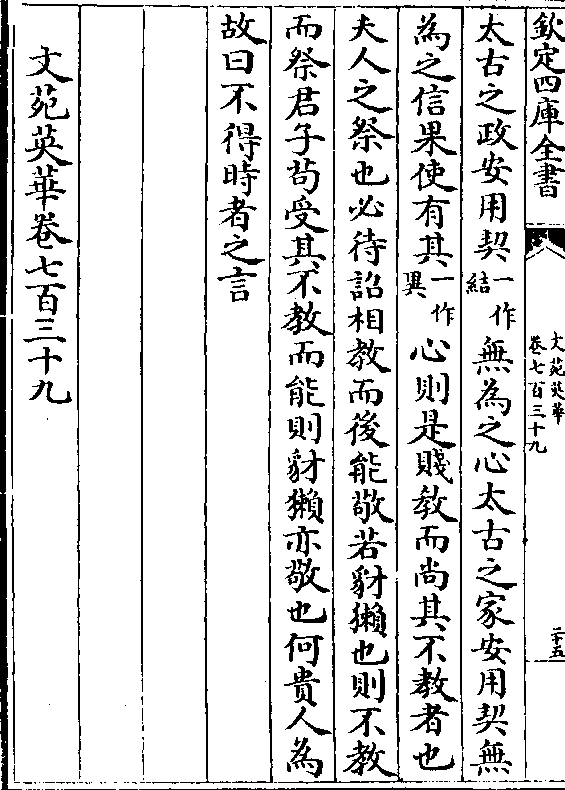 欽定四庫全書
文苑英華
卷七百三十九
二十五
太古之政安用契一作結無為之心太古之家安用契無
為之信果使有其一作異心則是賤教而尚其不教者也
夫人之祭也必待詔相教而後能敬若豺獺也則不教
而祭君子茍受其不教而能則豺獺亦敬也何貴人為
故曰不得時者之言
文苑英華卷七百三十九